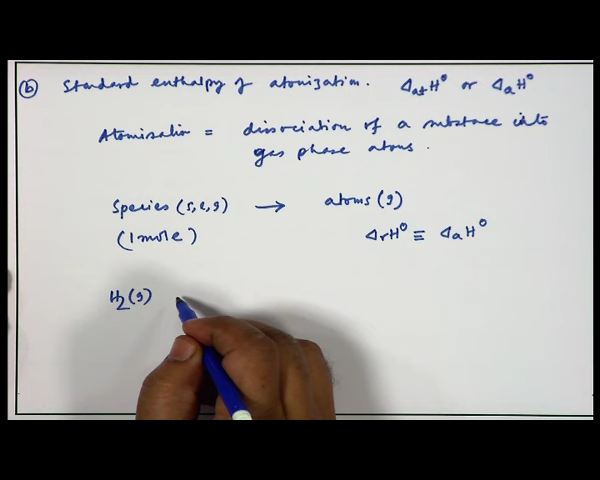 (b) Standard enthalpy of atomization. ΔatH° or ΔaH°
Atomisation = dissociation of a substance into
gas phase atoms.
Species (s,l,g) → atoms (g)
(1 mole) ΔrH° ≡ ΔaH°
H2(g)